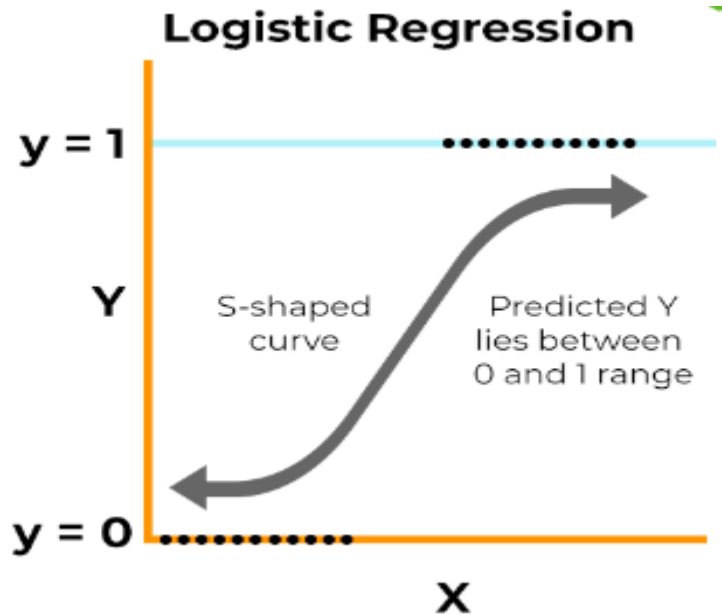 Logistic Regression
y = 1
Y
S-shaped
curve
Predicted Y
lies between
0 and 1 range
y = 0
X